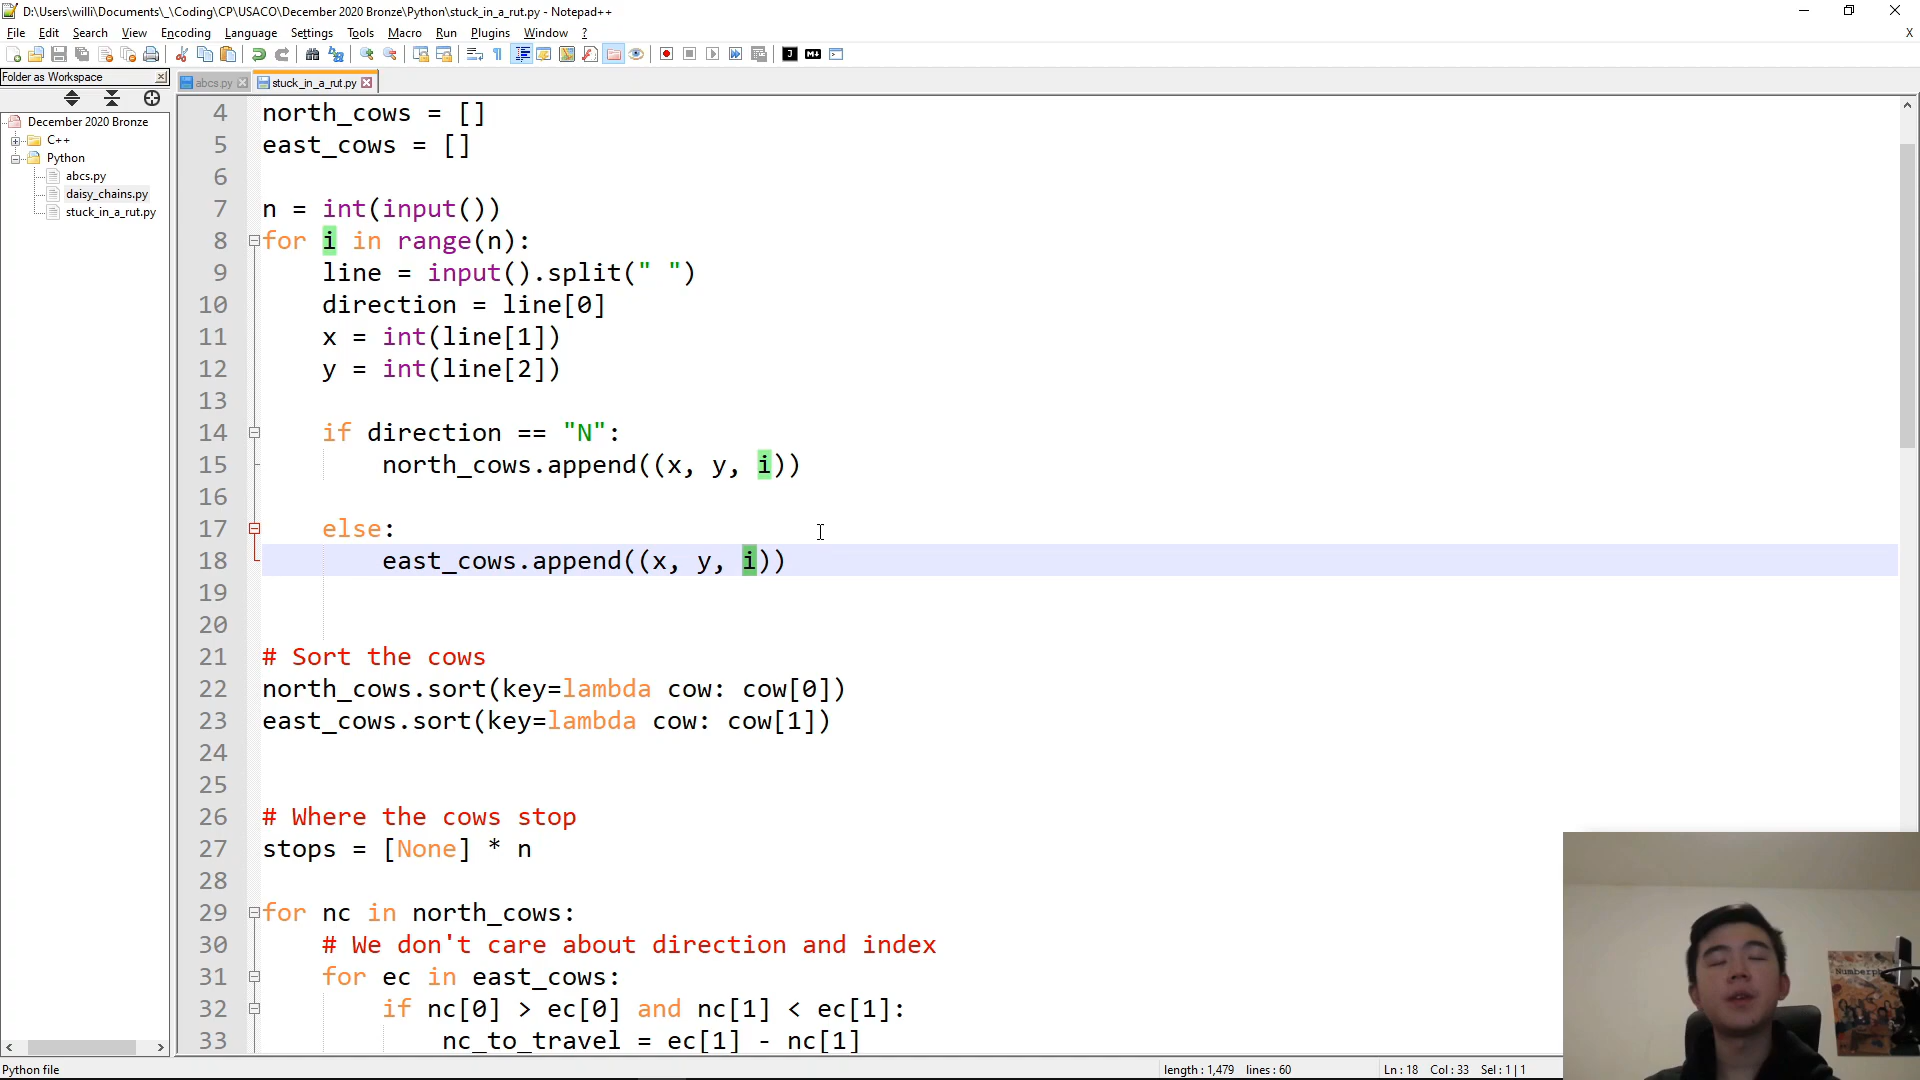 D:\Users\willi\Documents\_\Coding\CP\USACO\December 2020 Bronze\Python\stuck_in_a_rut.py - Notepad++
File Edit Search View Encoding Language Settings Tools Macro Run Plugins Window ? X
Folder as Workspace
abcs.py
stuck_in_a_rut.py
December 2020 Bronze
C++
Python
abcs.py
daisy_chains.py
stuck_in_a_rut.py
4 north_cows = []
5 east_cows = []
6
7 n = int(input())
8 for i in range(n):
9 line = input().split(" ")
10 direction = line[0]
11 x = int(line[1])
12 y = int(line[2])
13
14 if direction == "N":
15 north_cows.append((x, y, i))
16
17 else:
18 east_cows.append((x, y, i))
19
20
21 # Sort the cows
22 north_cows.sort(key=lambda cow: cow[0])
23 east_cows.sort(key=lambda cow: cow[1])
24
25
26 # Where the cows stop
27 stops = [None] * n
28
29 for nc in north_cows:
30 # We don't care about direction and index
31 for ec in east_cows:
32 if nc[0] > ec[0] and nc[1] < ec[1]:
33 nc_to_travel = ec[1] - nc[1]
Python file
length : 1,479 lines : 60
Ln : 18 Col : 33 Sel : 1 | 1